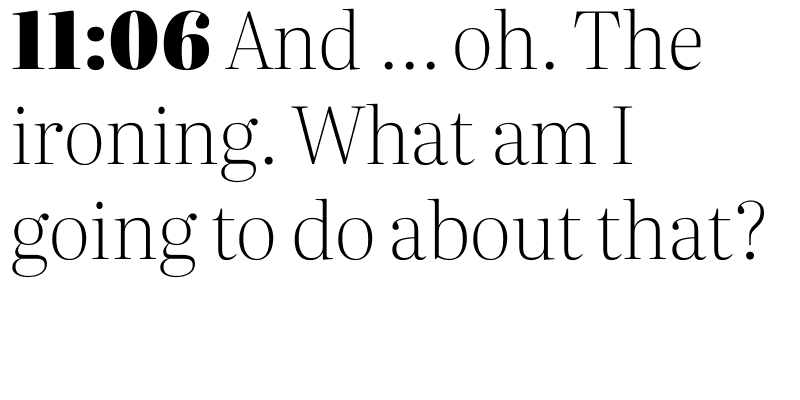 11:06 And … oh. The
ironing. What am I
going to do about that?